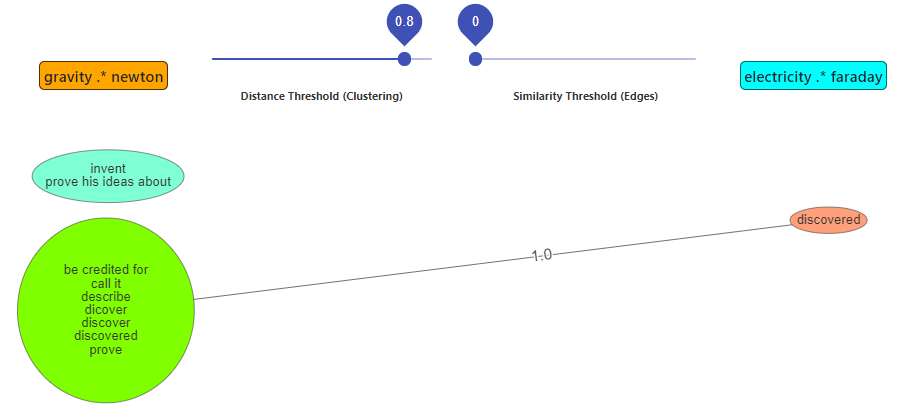 0.8
0
gravity .* newton
electricity .* faraday
Distance Threshold (Clustering)
Similarity Threshold (Edges)
invent
prove his ideas about
discovered
1.0
be credited for
call it
describe
dicover
discover
discovered
prove